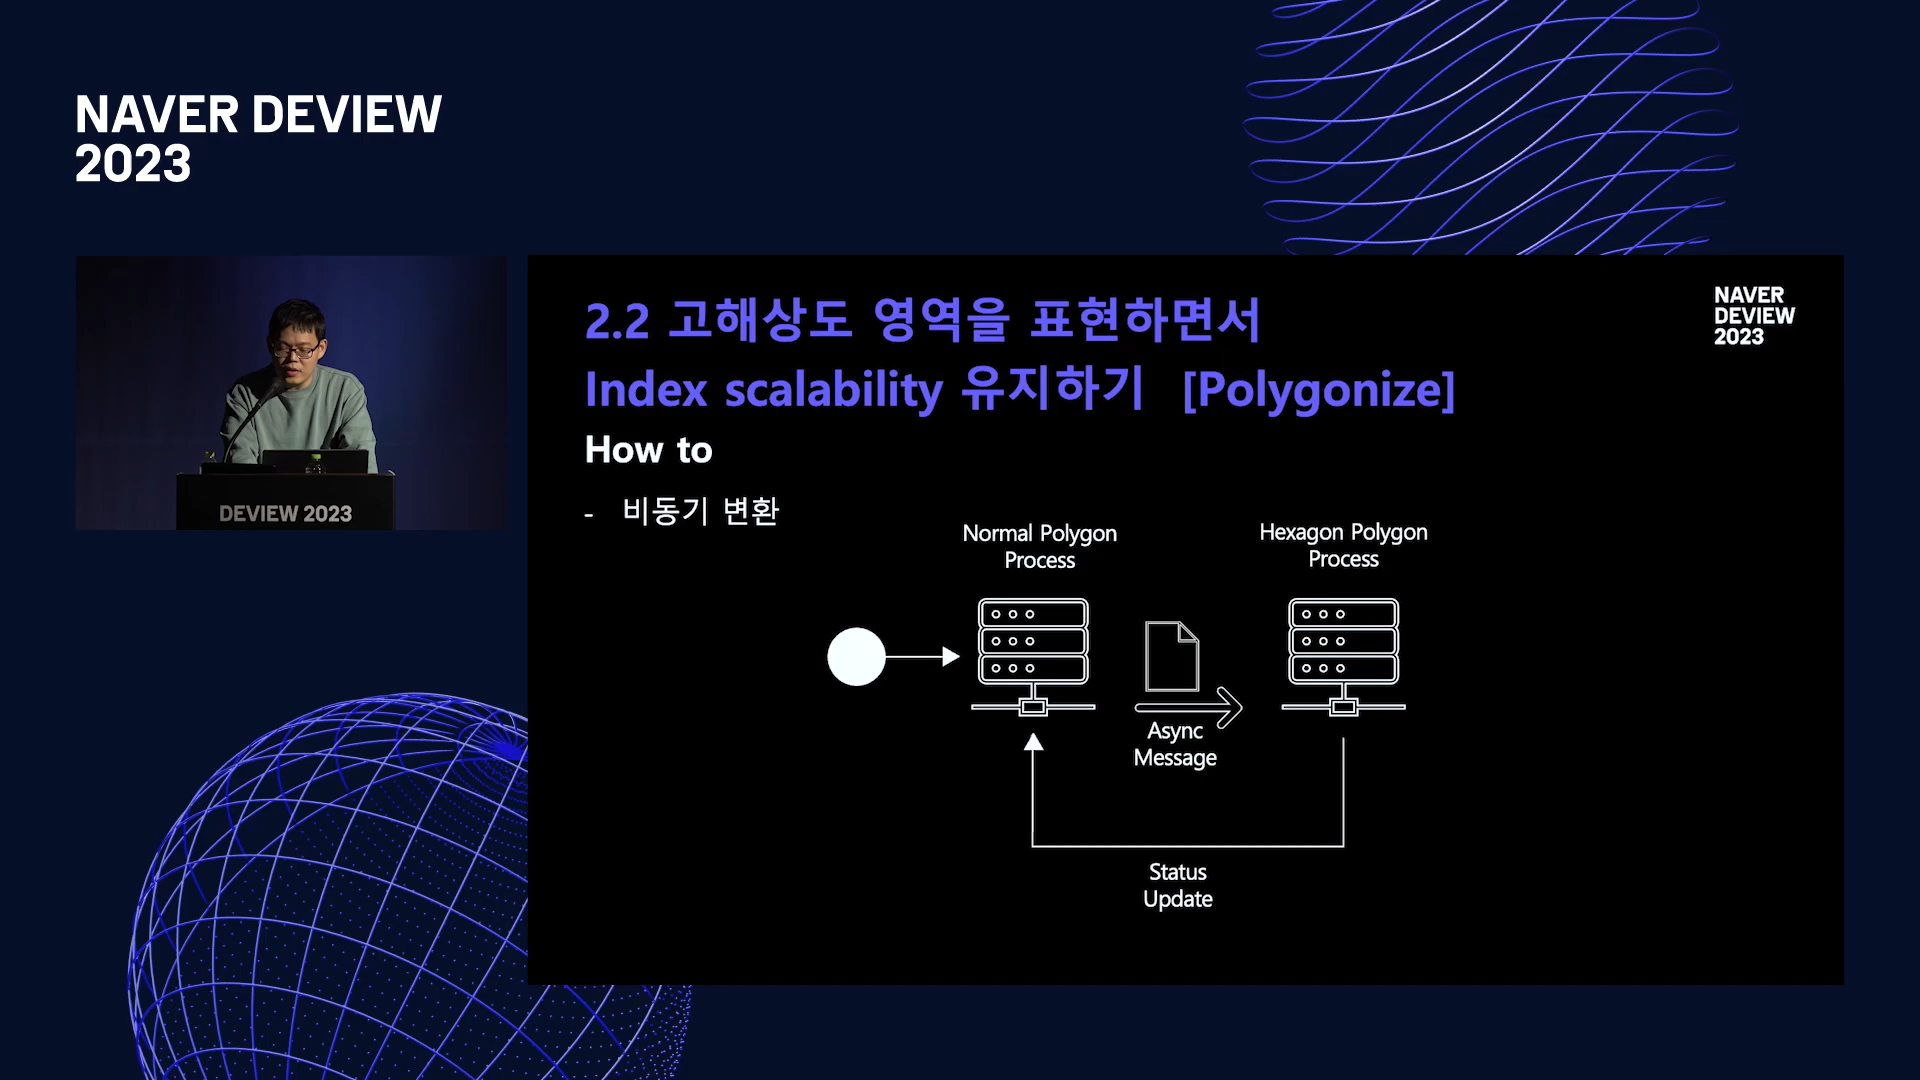 NAVER DEVIEW
2023
DEVIEW 2023
2.2 고해상도 영역을 표현하면서
Index scalability 유지하기 [Polygonize]
NAVER
DEVIEW
2023
How to
- 비동기 변환
Normal Polygon
Process
Hexagon Polygon
Process
Async
Message
Status
Update